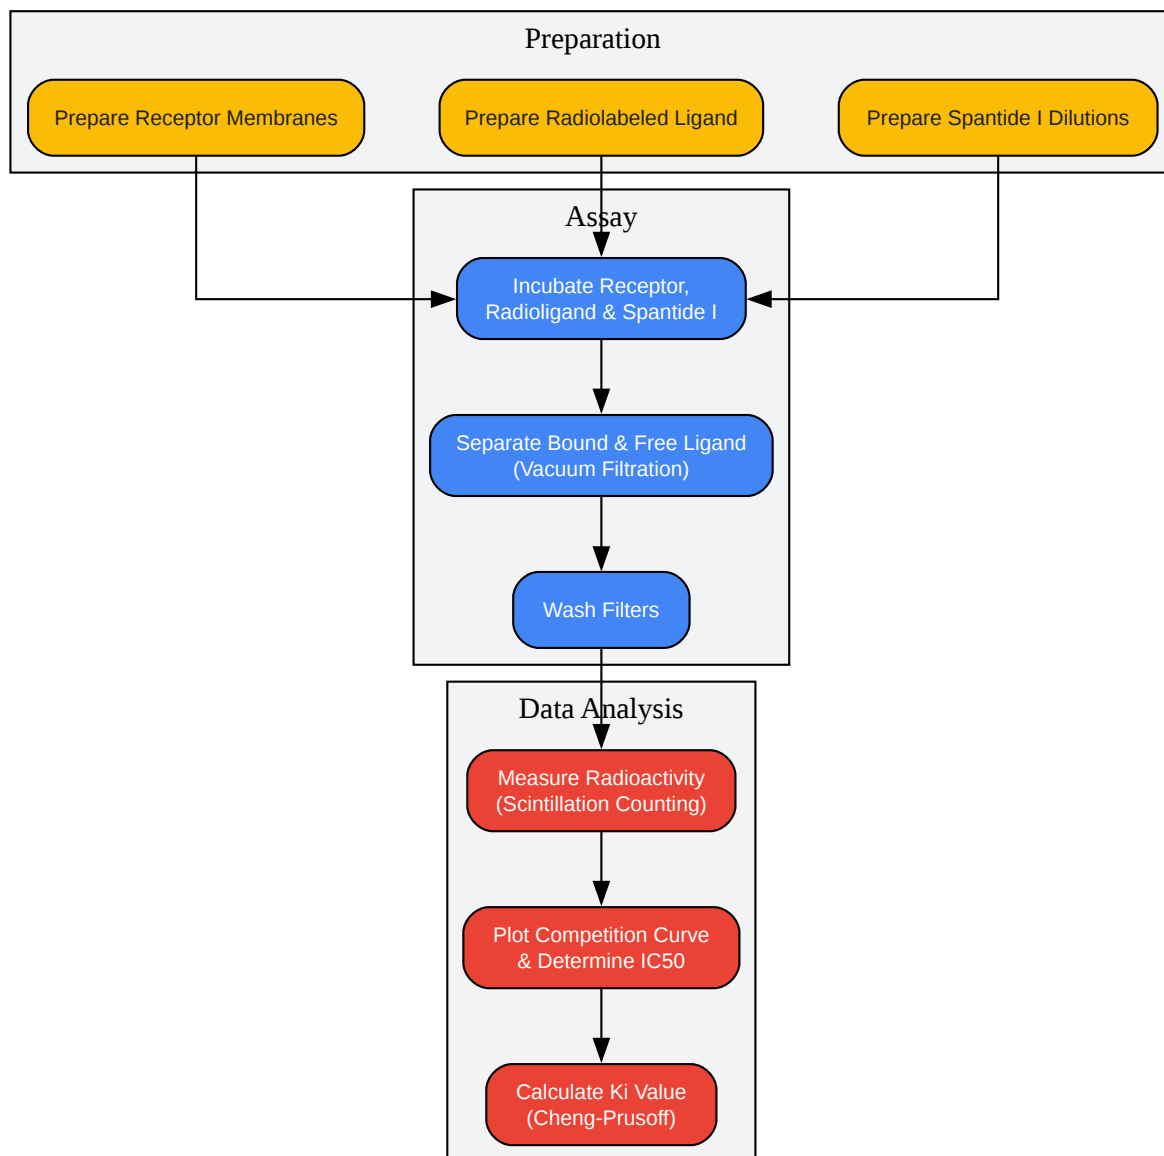 Preparation
Prepare Receptor Membranes
Prepare Radiolabeled Ligand
Prepare Spantide I Dilutions
Assay
Incubate Receptor,
Radioligand & Spantide I
Separate Bound & Free Ligand
(Vacuum Filtration)
Wash Filters
Data Analysis
Measure Radioactivity
(Scintillation Counting)
Plot Competition Curve
& Determine IC50
Calculate Ki Value
(Cheng-Prusoff)